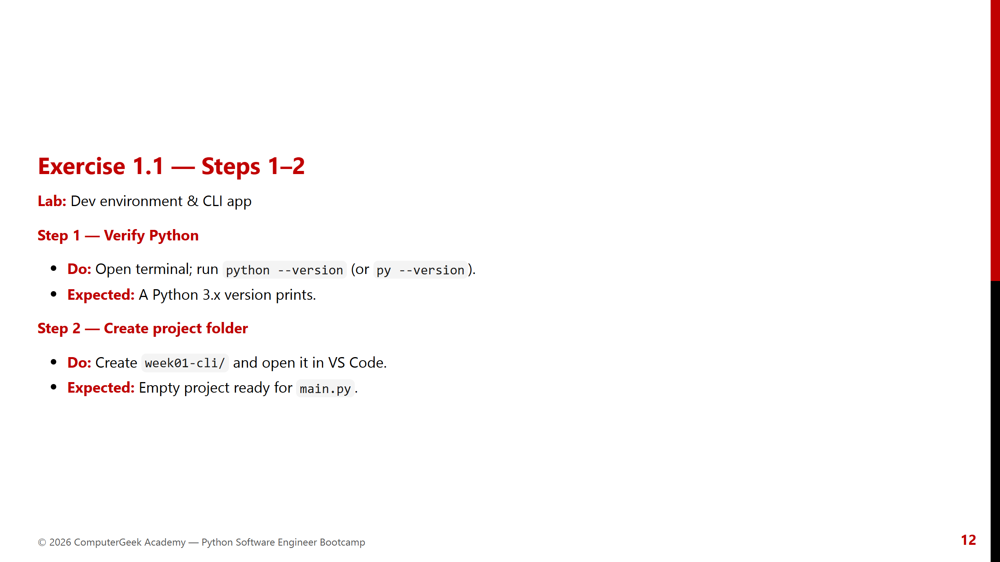 Exercise 1.1 — Steps 1–2
Lab: Dev environment & CLI app
Step 1 — Verify Python
• Do: Open terminal; run python --version (or py --version).
• Expected: A Python 3.x version prints.
Step 2 — Create project folder
• Do: Create week01-cli/ and open it in VS Code.
• Expected: Empty project ready for main.py.
© 2026 ComputerGeek Academy — Python Software Engineer Bootcamp
12